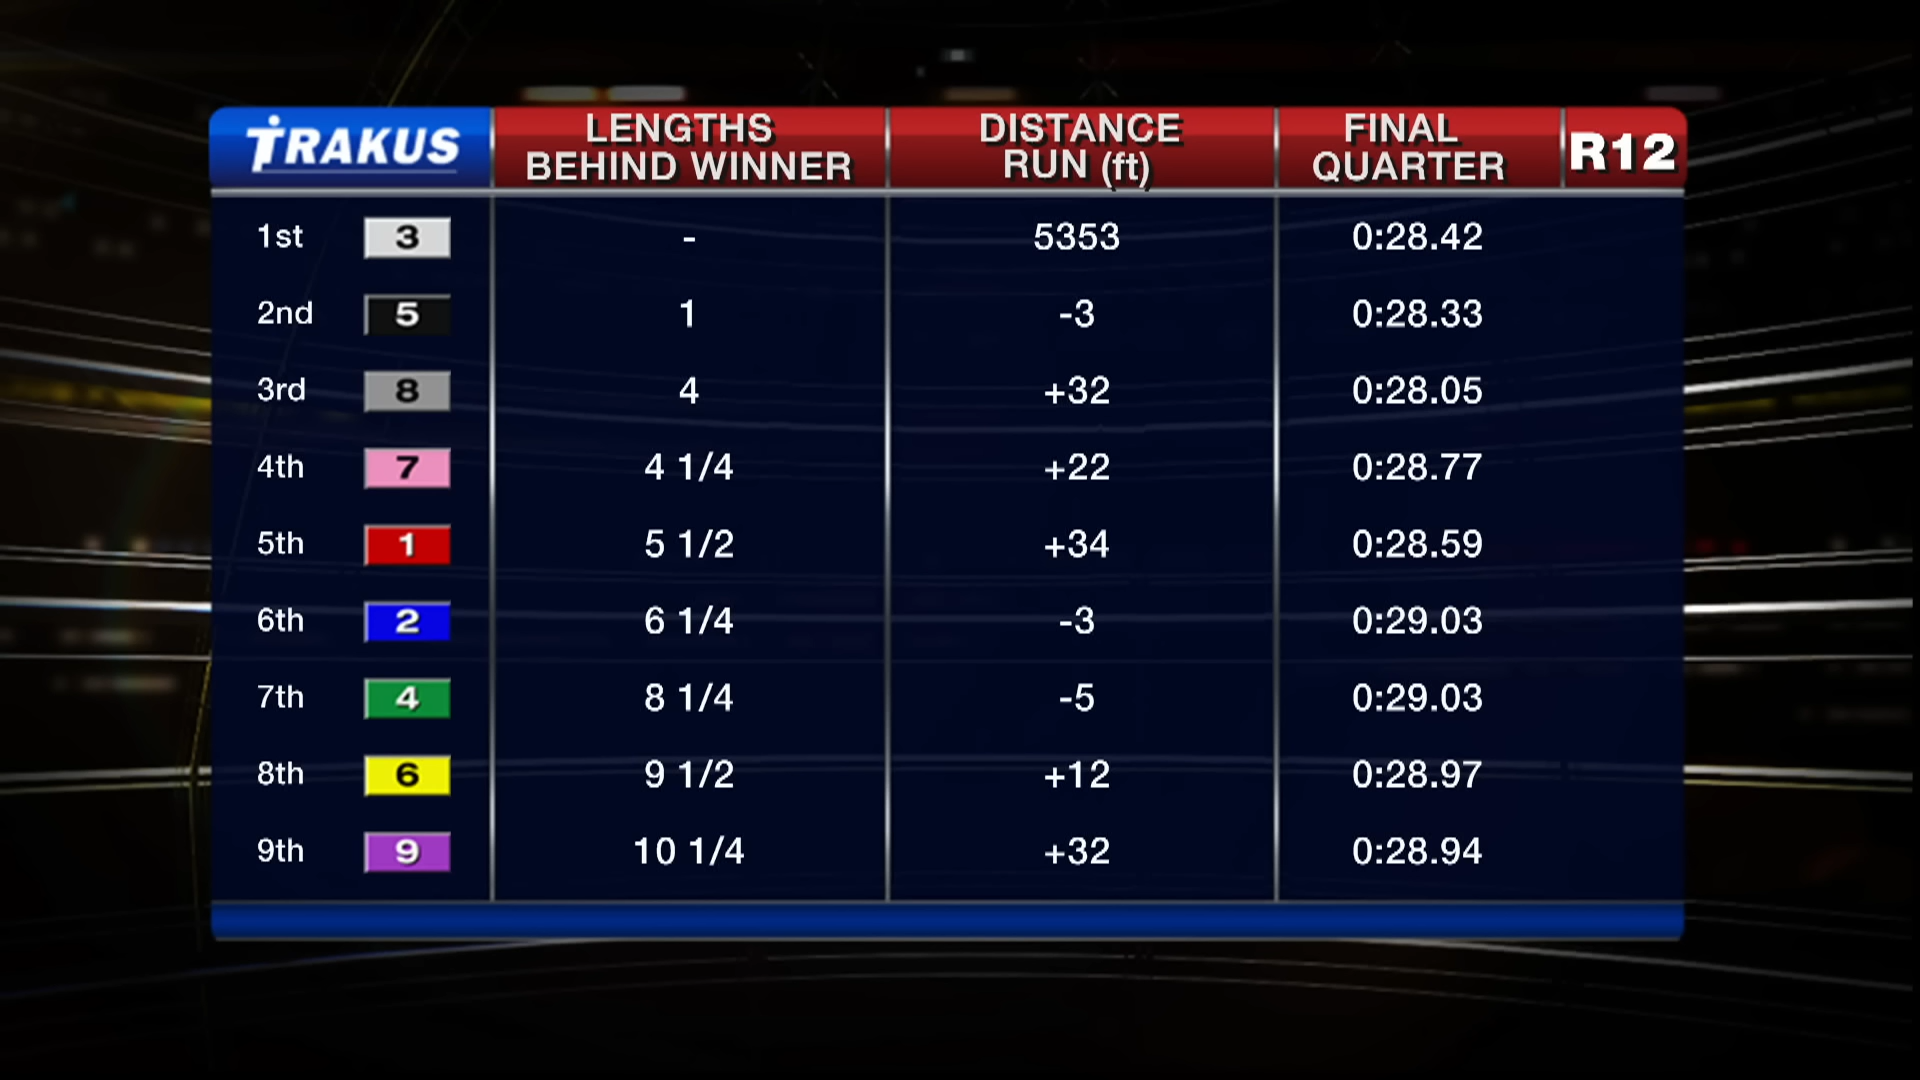 TRAKUS
LENGTHS
BEHIND WINNER
DISTANCE
RUN (ft)
FINAL
QUARTER
R12
1st 3 - 5353 0:28.42
2nd 5 1 -3 0:28.33
3rd 8 4 +32 0:28.05
4th 7 4 1/4 +22 0:28.77
5th 1 5 1/2 +34 0:28.59
6th 2 6 1/4 -3 0:29.03
7th 4 8 1/4 -5 0:29.03
8th 6 9 1/2 +12 0:28.97
9th 9 10 1/4 +32 0:28.94